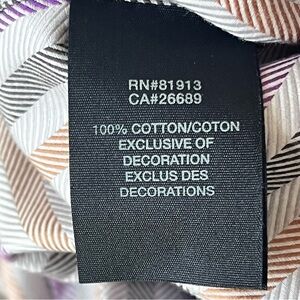 RN#81913
CA#26689
100% COTTON/COTON
EXCLUSIVE OF
DECORATION
EXCLUS DES
DECORATIONS